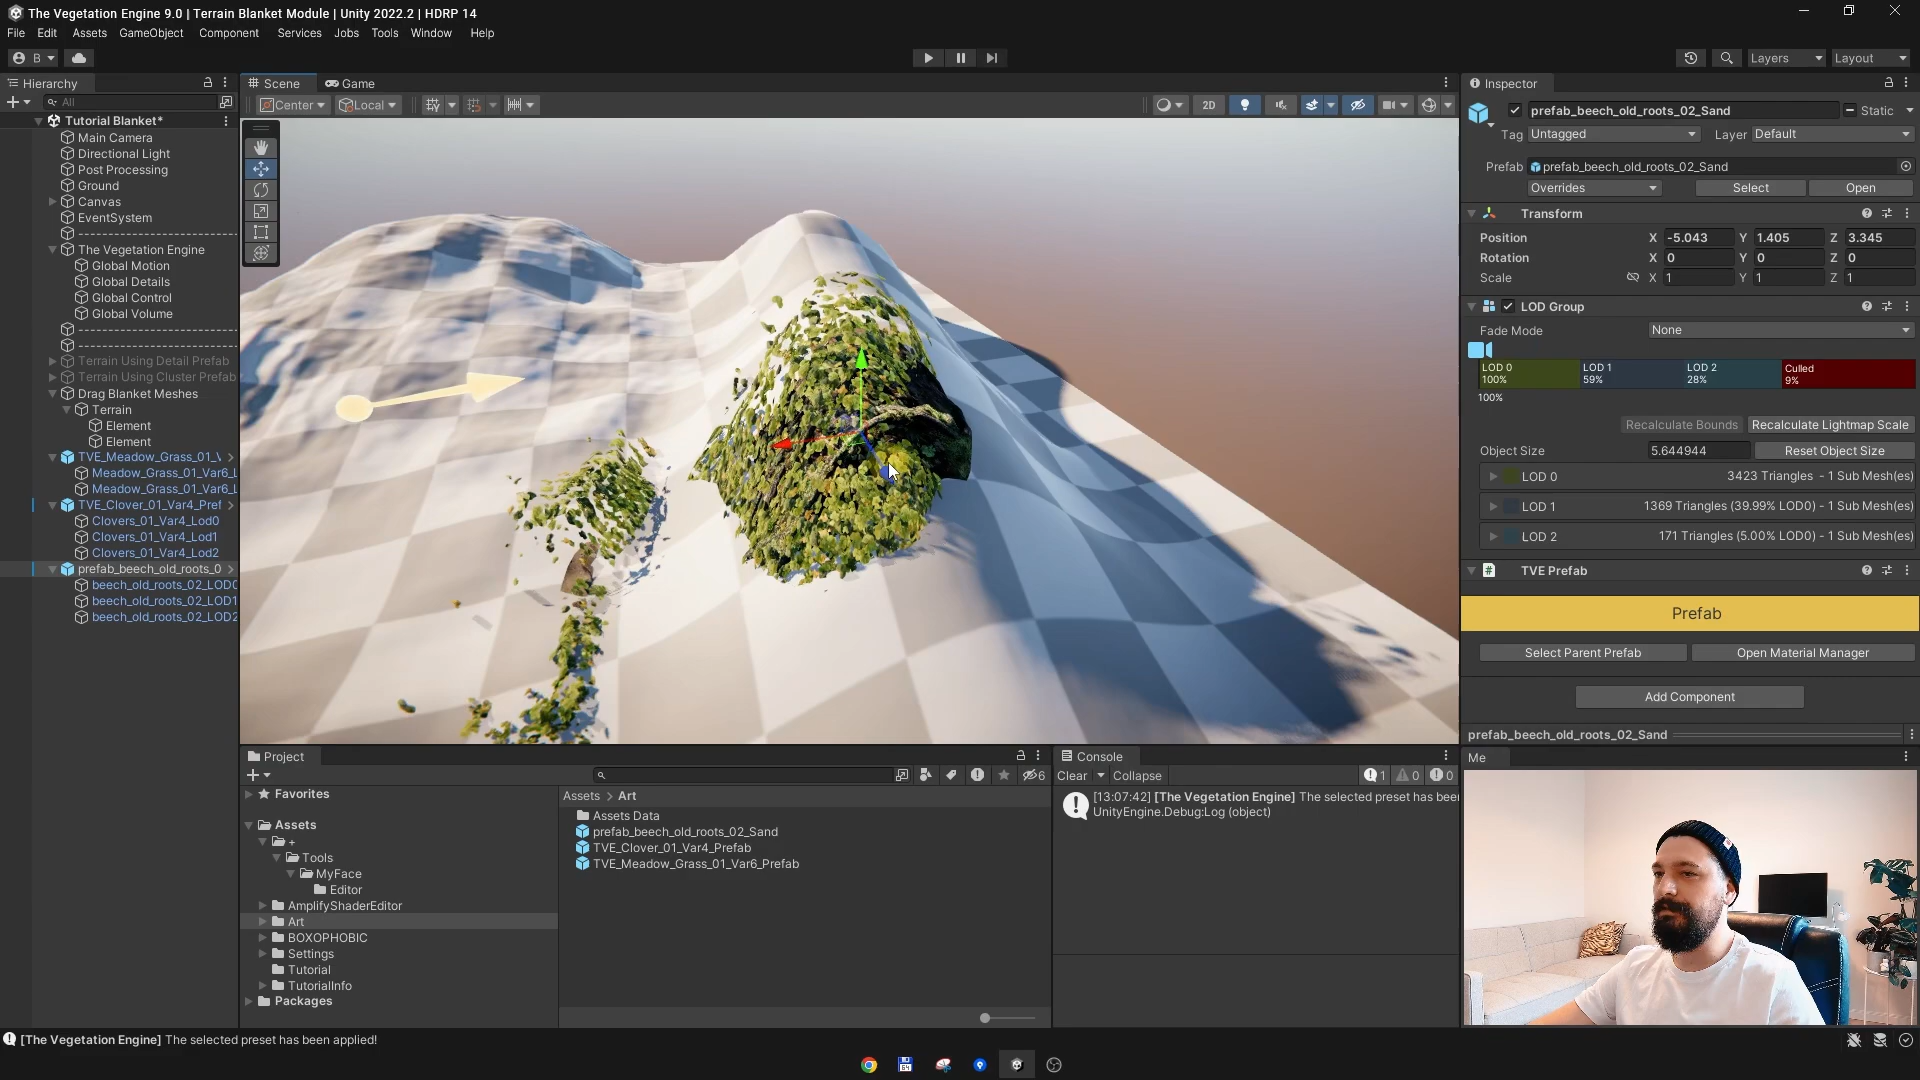 The Vegetation Engine 9.0 | Terrain Blanket Module | Unity 2022.2 | HDRP 14
File Edit Assets GameObject Component Services Jobs Tools Window Help
B Layers Layout
Hierarchy
All
Tutorial Blanket*
Main Camera
Directional Light
Post Processing
Ground
Canvas
EventSystem
The Vegetation Engine
Global Motion
Global Details
Global Control
Global Volume
Terrain Using Detail Prefab
Terrain Using Cluster Prefab
Drag Blanket Meshes
Terrain
Element
Element
TVE_Meadow_Grass_01_V
Meadow_Grass_01_Var6_L
Meadow_Grass_01_Var6_L
TVE_Clover_01_Var4_Pref
Clovers_01_Var4_Lod0
Clovers_01_Var4_Lod1
Clovers_01_Var4_Lod2
prefab_beech_old_roots_0
beech_old_roots_02_LOD0
beech_old_roots_02_LOD1
beech_old_roots_02_LOD2
Scene Game
Center Local 2D
Inspector
prefab_beech_old_roots_02_Sand Static
Tag Untagged Layer Default
Prefab prefab_beech_old_roots_02_Sand
Overrides Select Open
Transform
Position X -5.043 Y 1.405 Z 3.345
Rotation X 0 Y 0 Z 0
Scale X 1 Y 1 Z 1
LOD Group
Fade Mode None
LOD 0 LOD 1 LOD 2 Culled
100% 59% 28% 9%
100%
Recalculate Bounds Recalculate Lightmap Scale
Object Size 5.644944 Reset Object Size
LOD 0 3423 Triangles - 1 Sub Mesh(es)
LOD 1 1369 Triangles (39.99% LOD0) - 1 Sub Mesh(es)
LOD 2 171 Triangles (5.00% LOD0) - 1 Sub Mesh(es)
TVE Prefab
Prefab
Select Parent Prefab Open Material Manager
Add Component
prefab_beech_old_roots_02_Sand
Me
Project
6
Favorites
Assets
+
Tools
MyFace
Editor
AmplifyShaderEditor
Art
BOXOPHOBIC
Settings
Tutorial
TutorialInfo
Packages
Assets > Art
Assets Data
prefab_beech_old_roots_02_Sand
TVE_Clover_01_Var4_Prefab
TVE_Meadow_Grass_01_Var6_Prefab
Console
Clear Collapse 1 0 0
[13:07:42] [The Vegetation Engine] The selected preset has been
UnityEngine.Debug:Log (object)
[The Vegetation Engine] The selected preset has been applied!
64